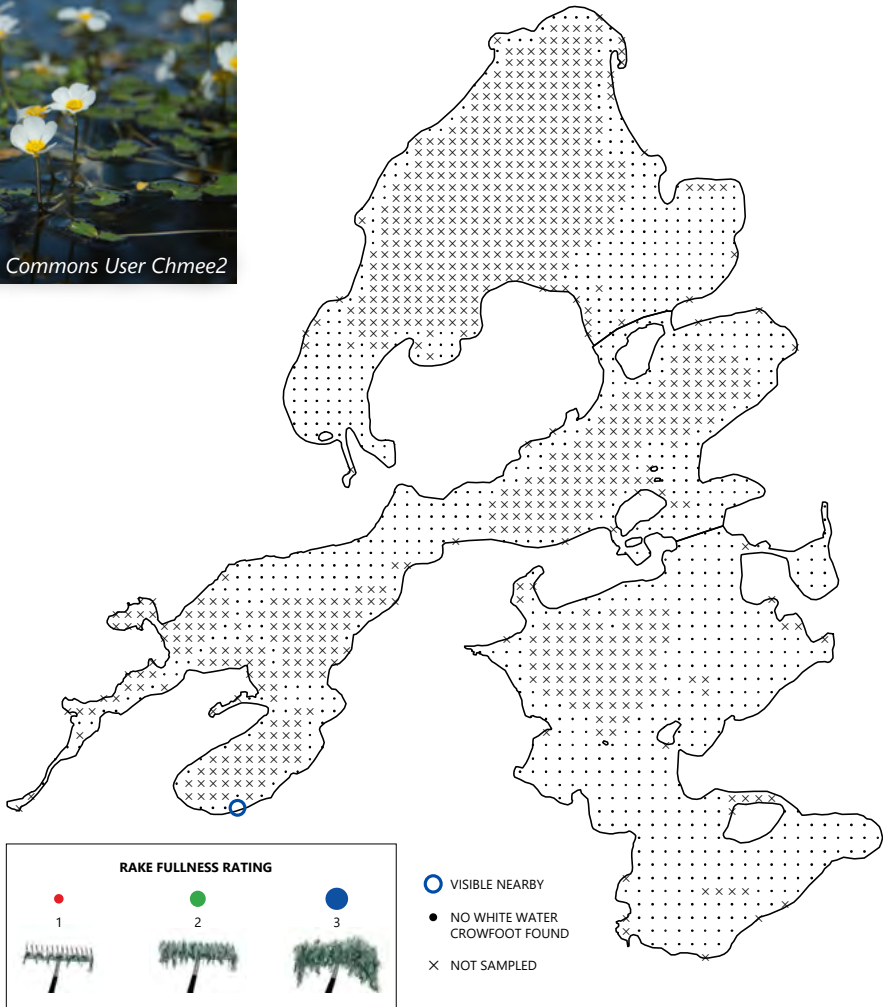 Commons User Chmee2
RAKE FULLNESS RATING
1
2
3
VISIBLE NEARBY
NO WHITE WATER
CROWFOOT FOUND
NOT SAMPLED